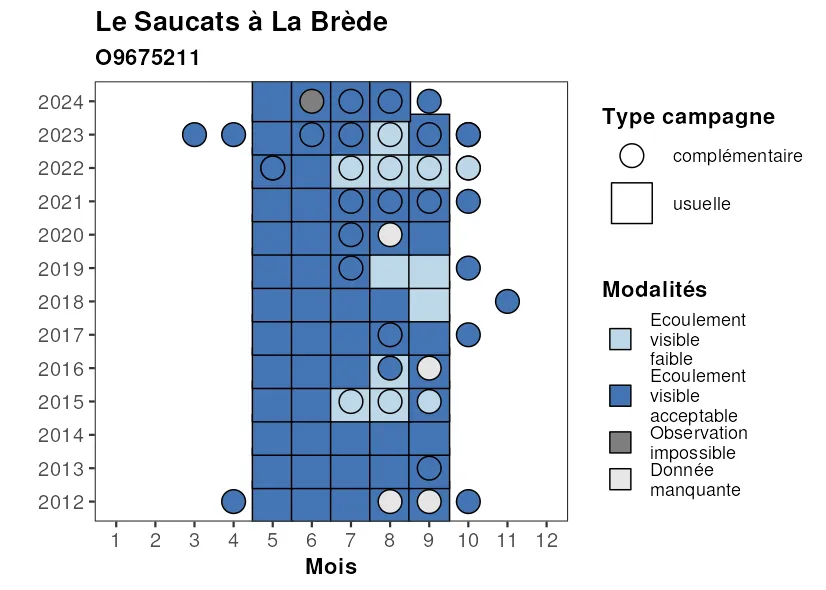 Le Saucats à La Brède
O9675211
2024
2023
2022
2021
2020
2019
2018
2017
2016
2015
2014
2013
2012
1 2 3 4 5 6 7 8 9 10 11 12
Mois
Type campagne
complémentaire
usuelle
Modalités
Ecoulement
visible
faible
Ecoulement
visible
acceptable
Observation
impossible
Donnée
manquante